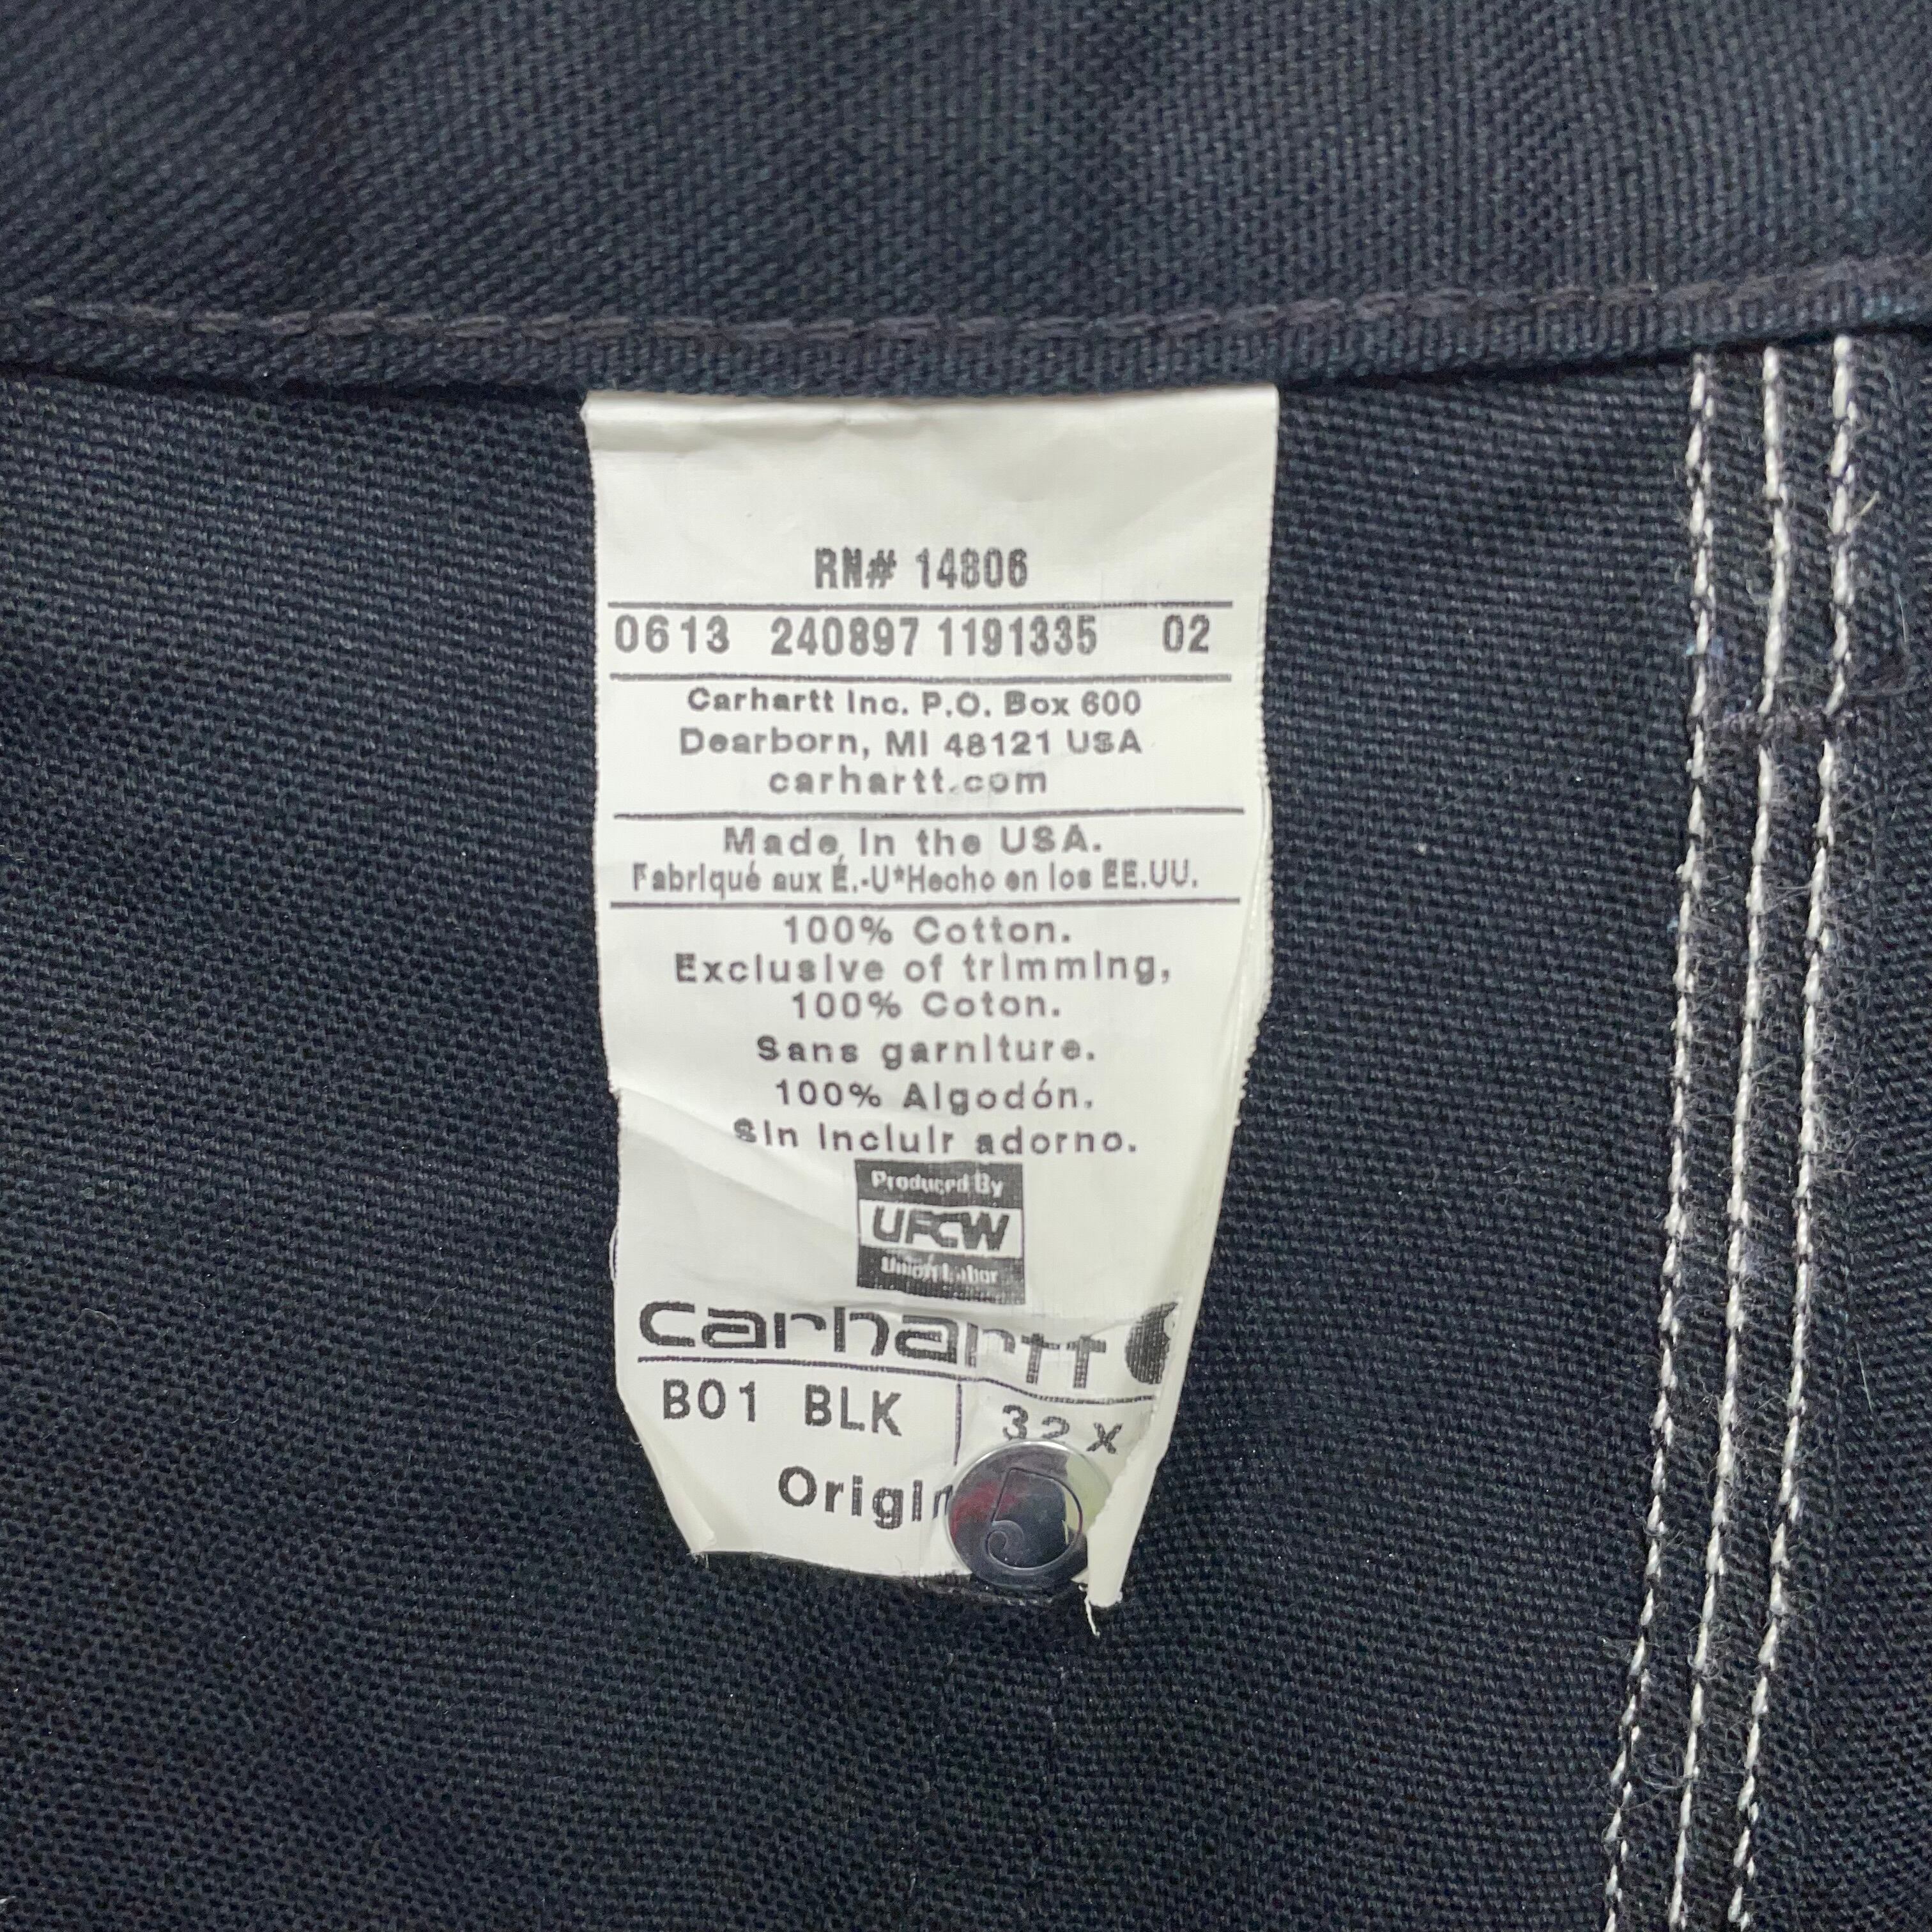 RN# 14806
0613 240897 1191335 02
Carhartt Inc. P.O. Box 600
Dearborn, MI 48121 USA
carhartt.com
Made in the USA.
Fabriqué aux É.-U*Hecho en los EE.UU.
100% Cotton.
Exclusive of trimming,
100% Coton.
Sans garniture.
100% Algodón.
Sin incluir adorno.
Produced By
UFCW
Union Labor
carhartt
B01 BLK 32 x